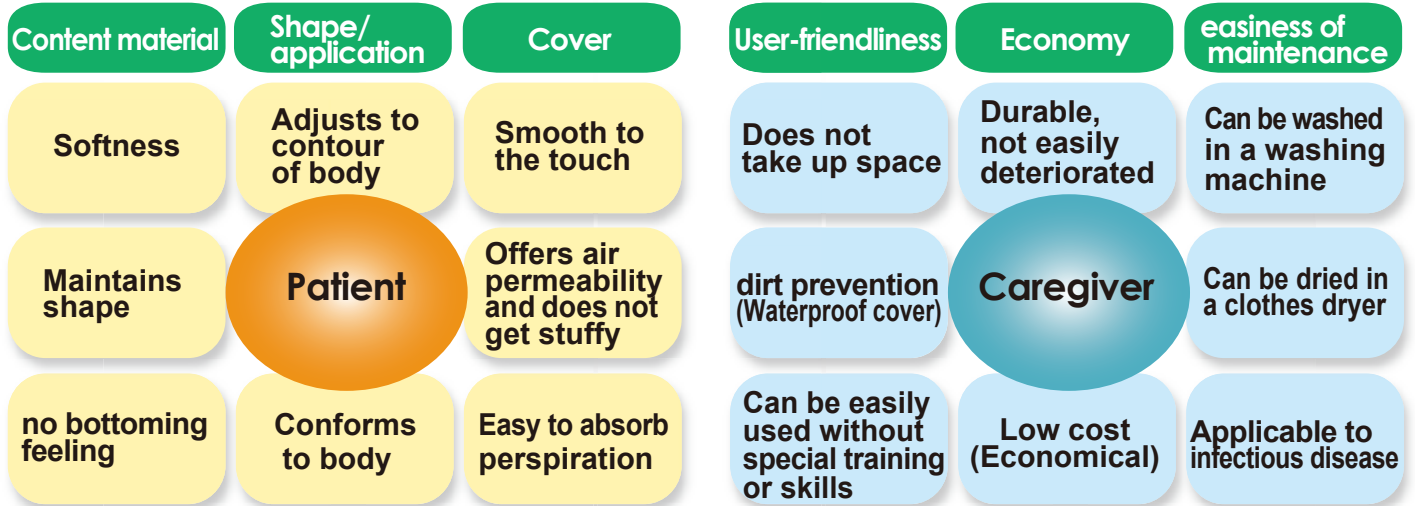 Content material
Shape/
application
Cover
Softness
Adjusts to
contour
of body
Smooth to
the touch
Maintains
shape
Patient
Offers air
permeability
and does not
get stuffy
no bottoming
feeling
Conforms
to body
Easy to absorb
perspiration
User-friendliness
Economy
easiness of
maintenance
Does not
take up space
Durable,
not easily
deteriorated
Can be washed
in a washing
machine
dirt prevention
(Waterproof cover)
Caregiver
Can be dried in
a clothes dryer
Can be easily
used without
special training
or skills
Low cost
(Economical)
Applicable to
infectious disease